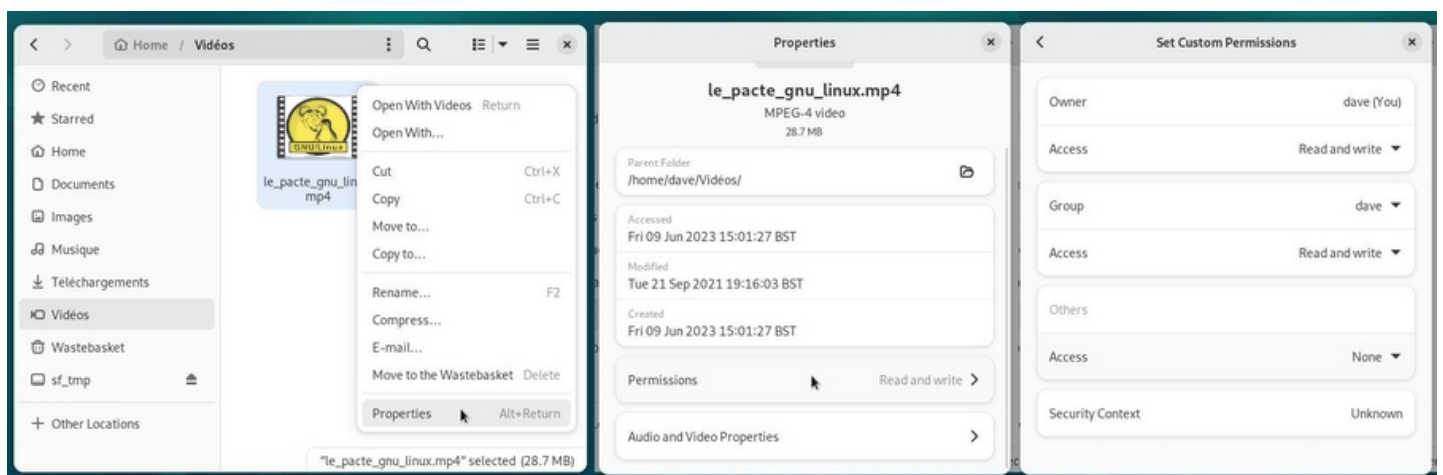 Home / Vidéos
Recent
Starred
Home
Documents
Images
Musique
Téléchargements
Vidéos
Wastebasket
sf_tmp
Other Locations
GNU/Linux
le_pacte_gnu_lin
mp4
Open With Videos Return
Open With...
Cut Ctrl+X
Copy Ctrl+C
Move to...
Copy to...
Rename... F2
Compress...
E-mail...
Move to the Wastebasket Delete
Properties Alt+Return
"le_pacte_gnu_linux.mp4" selected (28.7 MB)
Properties
le_pacte_gnu_linux.mp4
MPEG-4 video
28.7 MB
Parent Folder
/home/dave/Vidéos/
Accessed
Fri 09 Jun 2023 15:01:27 BST
Modified
Tue 21 Sep 2021 19:16:03 BST
Created
Fri 09 Jun 2023 15:01:27 BST
Permissions Read and write
Audio and Video Properties
Set Custom Permissions
Owner dave (You)
Access Read and write
Group dave
Access Read and write
Others
Access None
Security Context Unknown